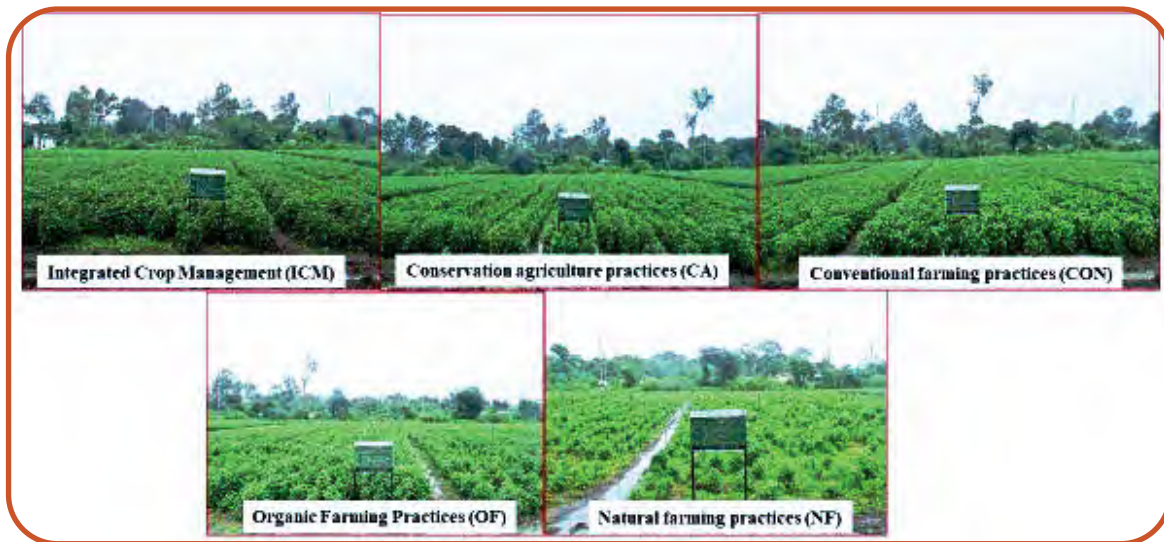 Integrated Crop Management (ICM)
Conservation agriculture practices (CA)
Conventional farming practices (CON)
Organic Farming Practices (OF)
Natural farming practices (NF)